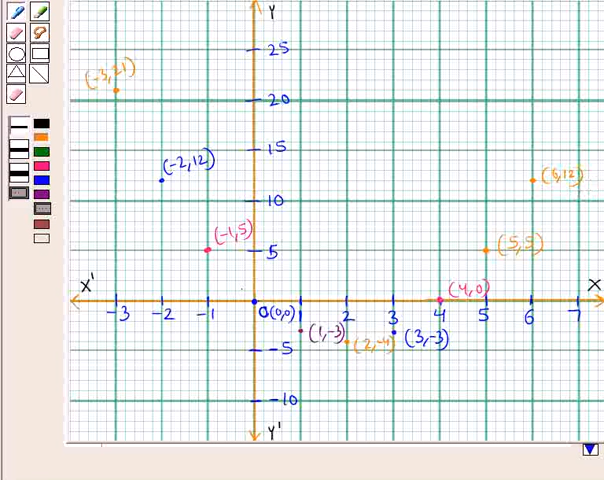 Y
25
(-3,21)
20
15
(-2,12)
(6,12)
10
(-1,5)
5
(5,5)
X'
(4,0)
X
-3 -2 -1 O(0,0) 1 2 3 4 5 6 7
(1,-3) (2,-4) (3,-3)
-5
-10
Y'